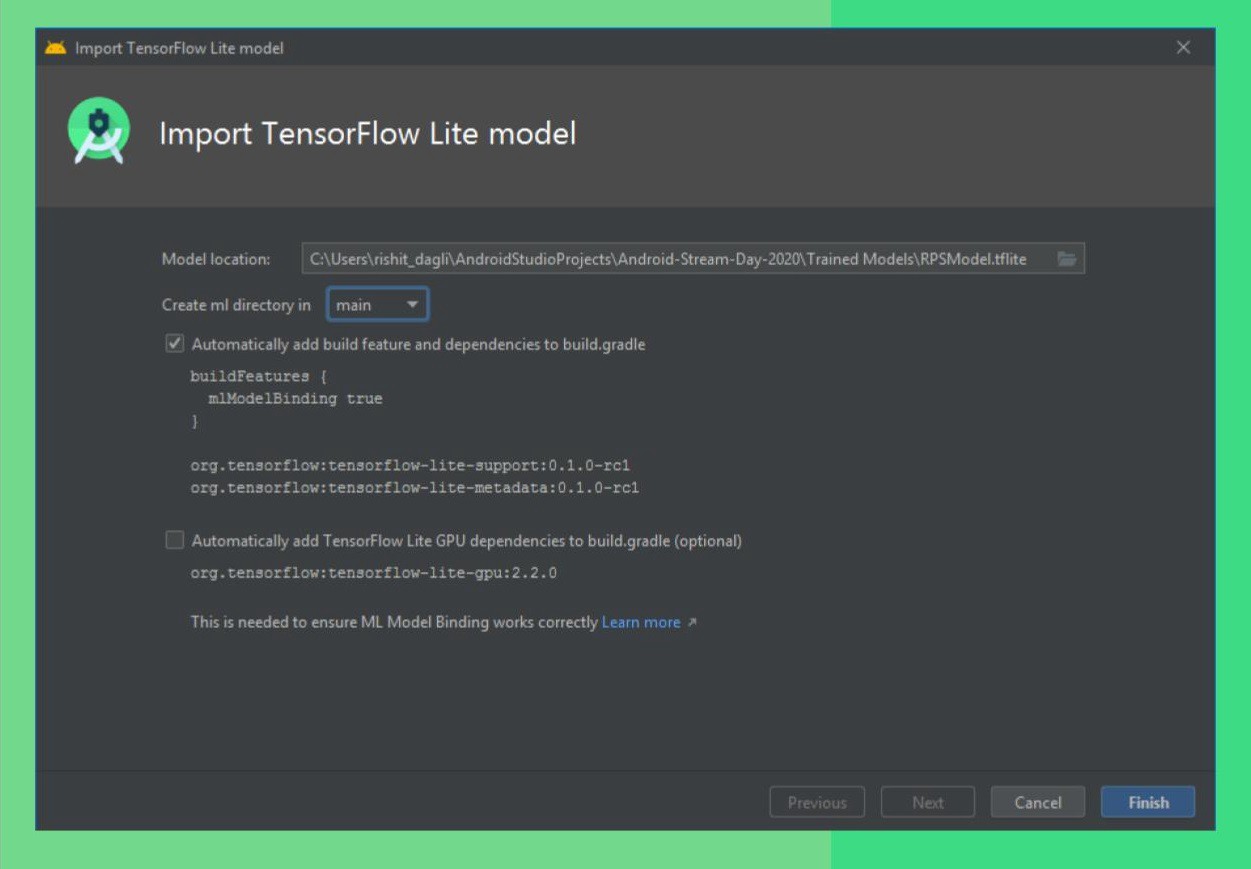 Import TensorFlow Lite model
Import TensorFlow Lite model
Model location: C:\Users\rishit_dagli\AndroidStudioProjects\Android-Stream-Day-2020\Trained Models\RPSModel.tflite
Create ml directory in main
Automatically add build feature and dependencies to build.gradle
buildFeatures {
  mlModelBinding true
}
org.tensorflow:tensorflow-lite-support:0.1.0-rc1
org.tensorflow:tensorflow-lite-metadata:0.1.0-rc1
Automatically add TensorFlow Lite GPU dependencies to build.gradle (optional)
org.tensorflow:tensorflow-lite-gpu:2.2.0
This is needed to ensure ML Model Binding works correctly Learn more
Previous Next Cancel Finish